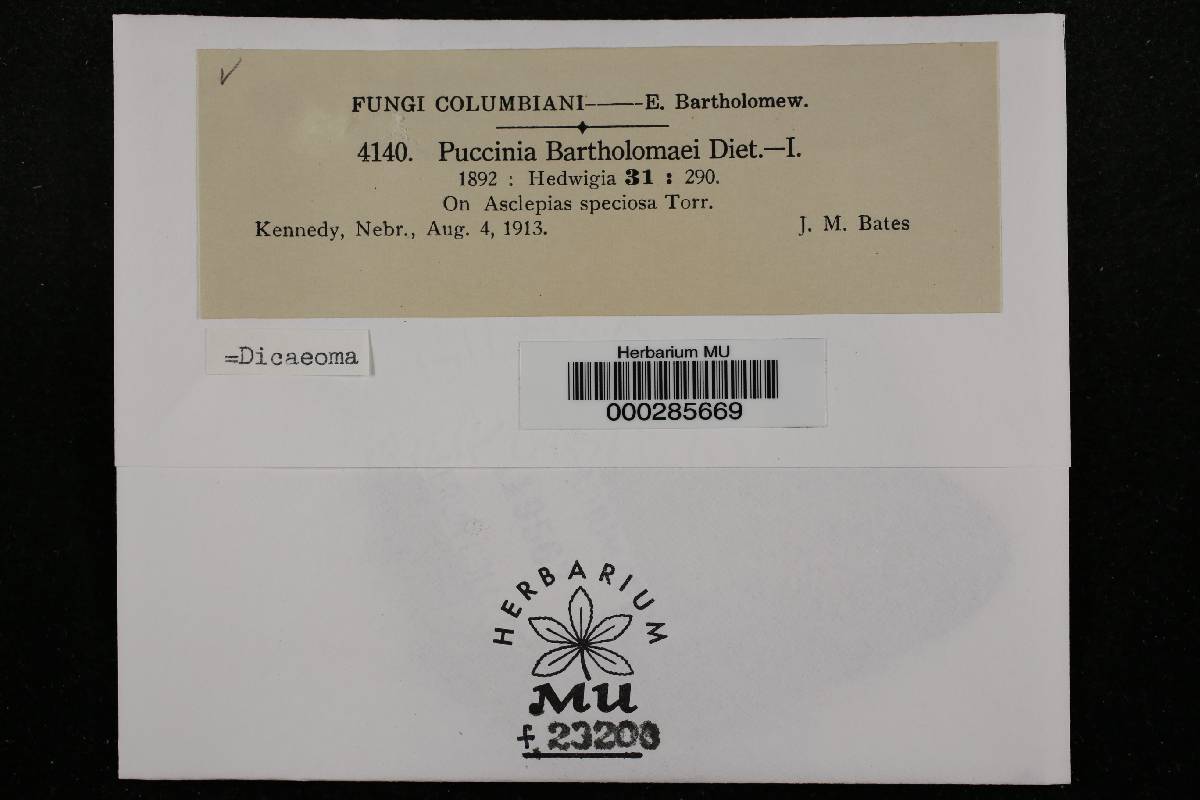 ✓
FUNGI COLUMBIANI——E. Bartholomew.
4140. Puccinia Bartholomaei Diet.—I.
1892 : Hedwigia 31 : 290.
On Asclepias speciosa Torr.
Kennedy, Nebr., Aug. 4, 1913. J. M. Bates
=Dicaeoma
Herbarium MU
000285669
HERBARIUM
MU